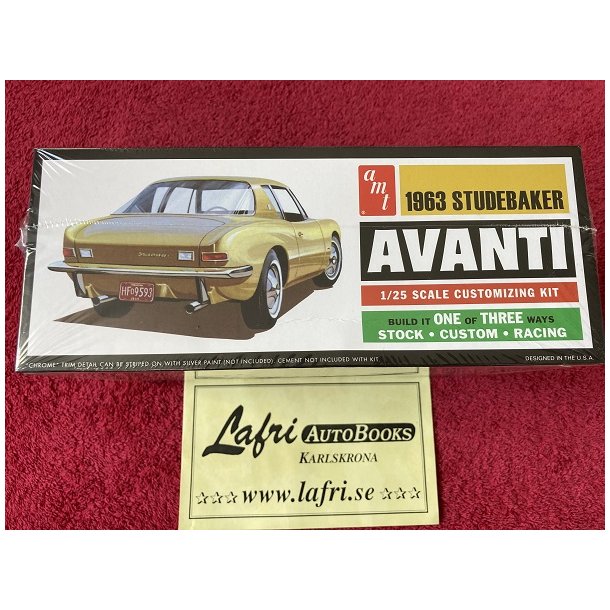 amt
®
1963 STUDEBAKER
AVANTI
1/25 SCALE CUSTOMIZING KIT
BUILD IT ONE OF THREE WAYS
STOCK • CUSTOM • RACING
HF09593
"CHROME" TRIM DETAIL CAN BE STRIPED ON WITH SILVER PAINT (NOT INCLUDED). CEMENT NOT INCLUDED WITH KIT
DESIGNED IN THE U.S.A.
Lafri AUTOBOOKS
KARLSKRONA
☆☆☆ www.lafri.se ☆☆☆